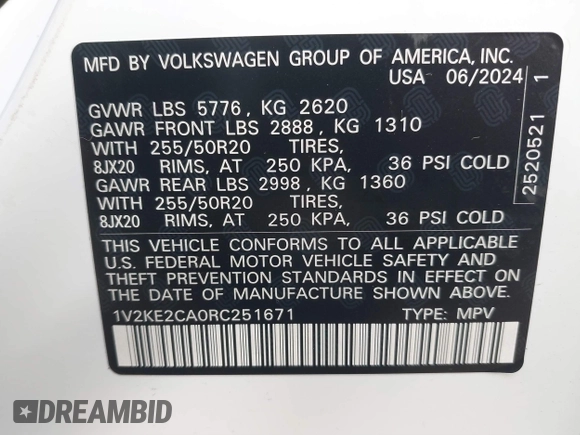 MFD BY VOLKSWAGEN GROUP OF AMERICA, INC.
USA 06/2024
GVWR LBS 5776, KG 2620
GAWR FRONT LBS 2888, KG 1310
WITH 255/50R20 TIRES,
8JX20 RIMS, AT 250 KPA, 36 PSI COLD
GAWR REAR LBS 2998, KG 1360
WITH 255/50R20 TIRES,
8JX20 RIMS, AT 250 KPA, 36 PSI COLD
THIS VEHICLE CONFORMS TO ALL APPLICABLE
U.S. FEDERAL MOTOR VEHICLE SAFETY AND
THEFT PREVENTION STANDARDS IN EFFECT ON
THE DATE OF MANUFACTURE SHOWN ABOVE.
1V2KE2CA0RC251671 TYPE: MPV
2520521 1
DREAMBID